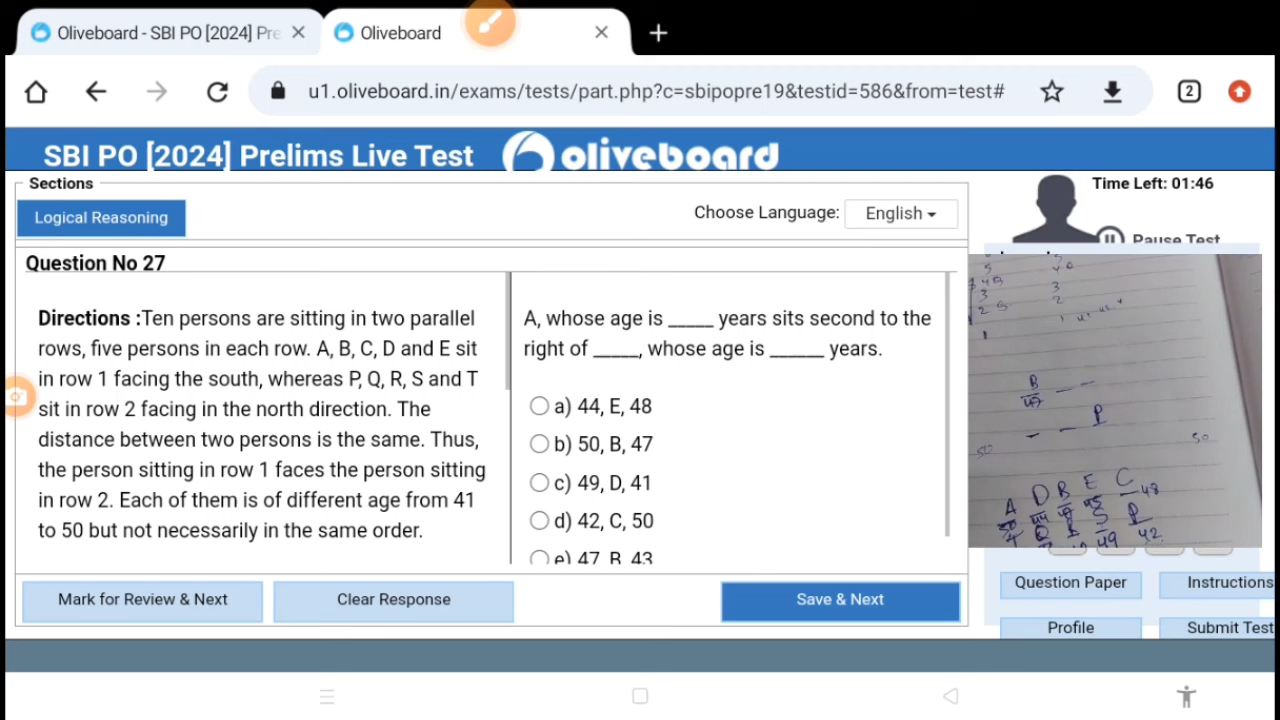 Oliveboard - SBI PO [2024] Pre
Oliveboard
u1.oliveboard.in/exams/tests/part.php?c=sbipopre19&testid=586&from=test#
2
SBI PO [2024] Prelims Live Test
oliveboard
Sections
Time Left: 01:46
Logical Reasoning
Choose Language:
English
Pause Test
Question No 27
Directions :Ten persons are sitting in two parallel
rows, five persons in each row. A, B, C, D and E sit
in row 1 facing the south, whereas P, Q, R, S and T
sit in row 2 facing in the north direction. The
distance between two persons is the same. Thus,
the person sitting in row 1 faces the person sitting
in row 2. Each of them is of different age from 41
to 50 but not necessarily in the same order.
A, whose age is _____ years sits second to the
right of _____, whose age is ______ years.
a) 44, E, 48
b) 50, B, 47
c) 49, D, 41
d) 42, C, 50
e) 47, B, 43
B
47
P
50
50
A D B E C
48
49 42
Mark for Review & Next
Clear Response
Save & Next
Question Paper
Instructions
Profile
Submit Test